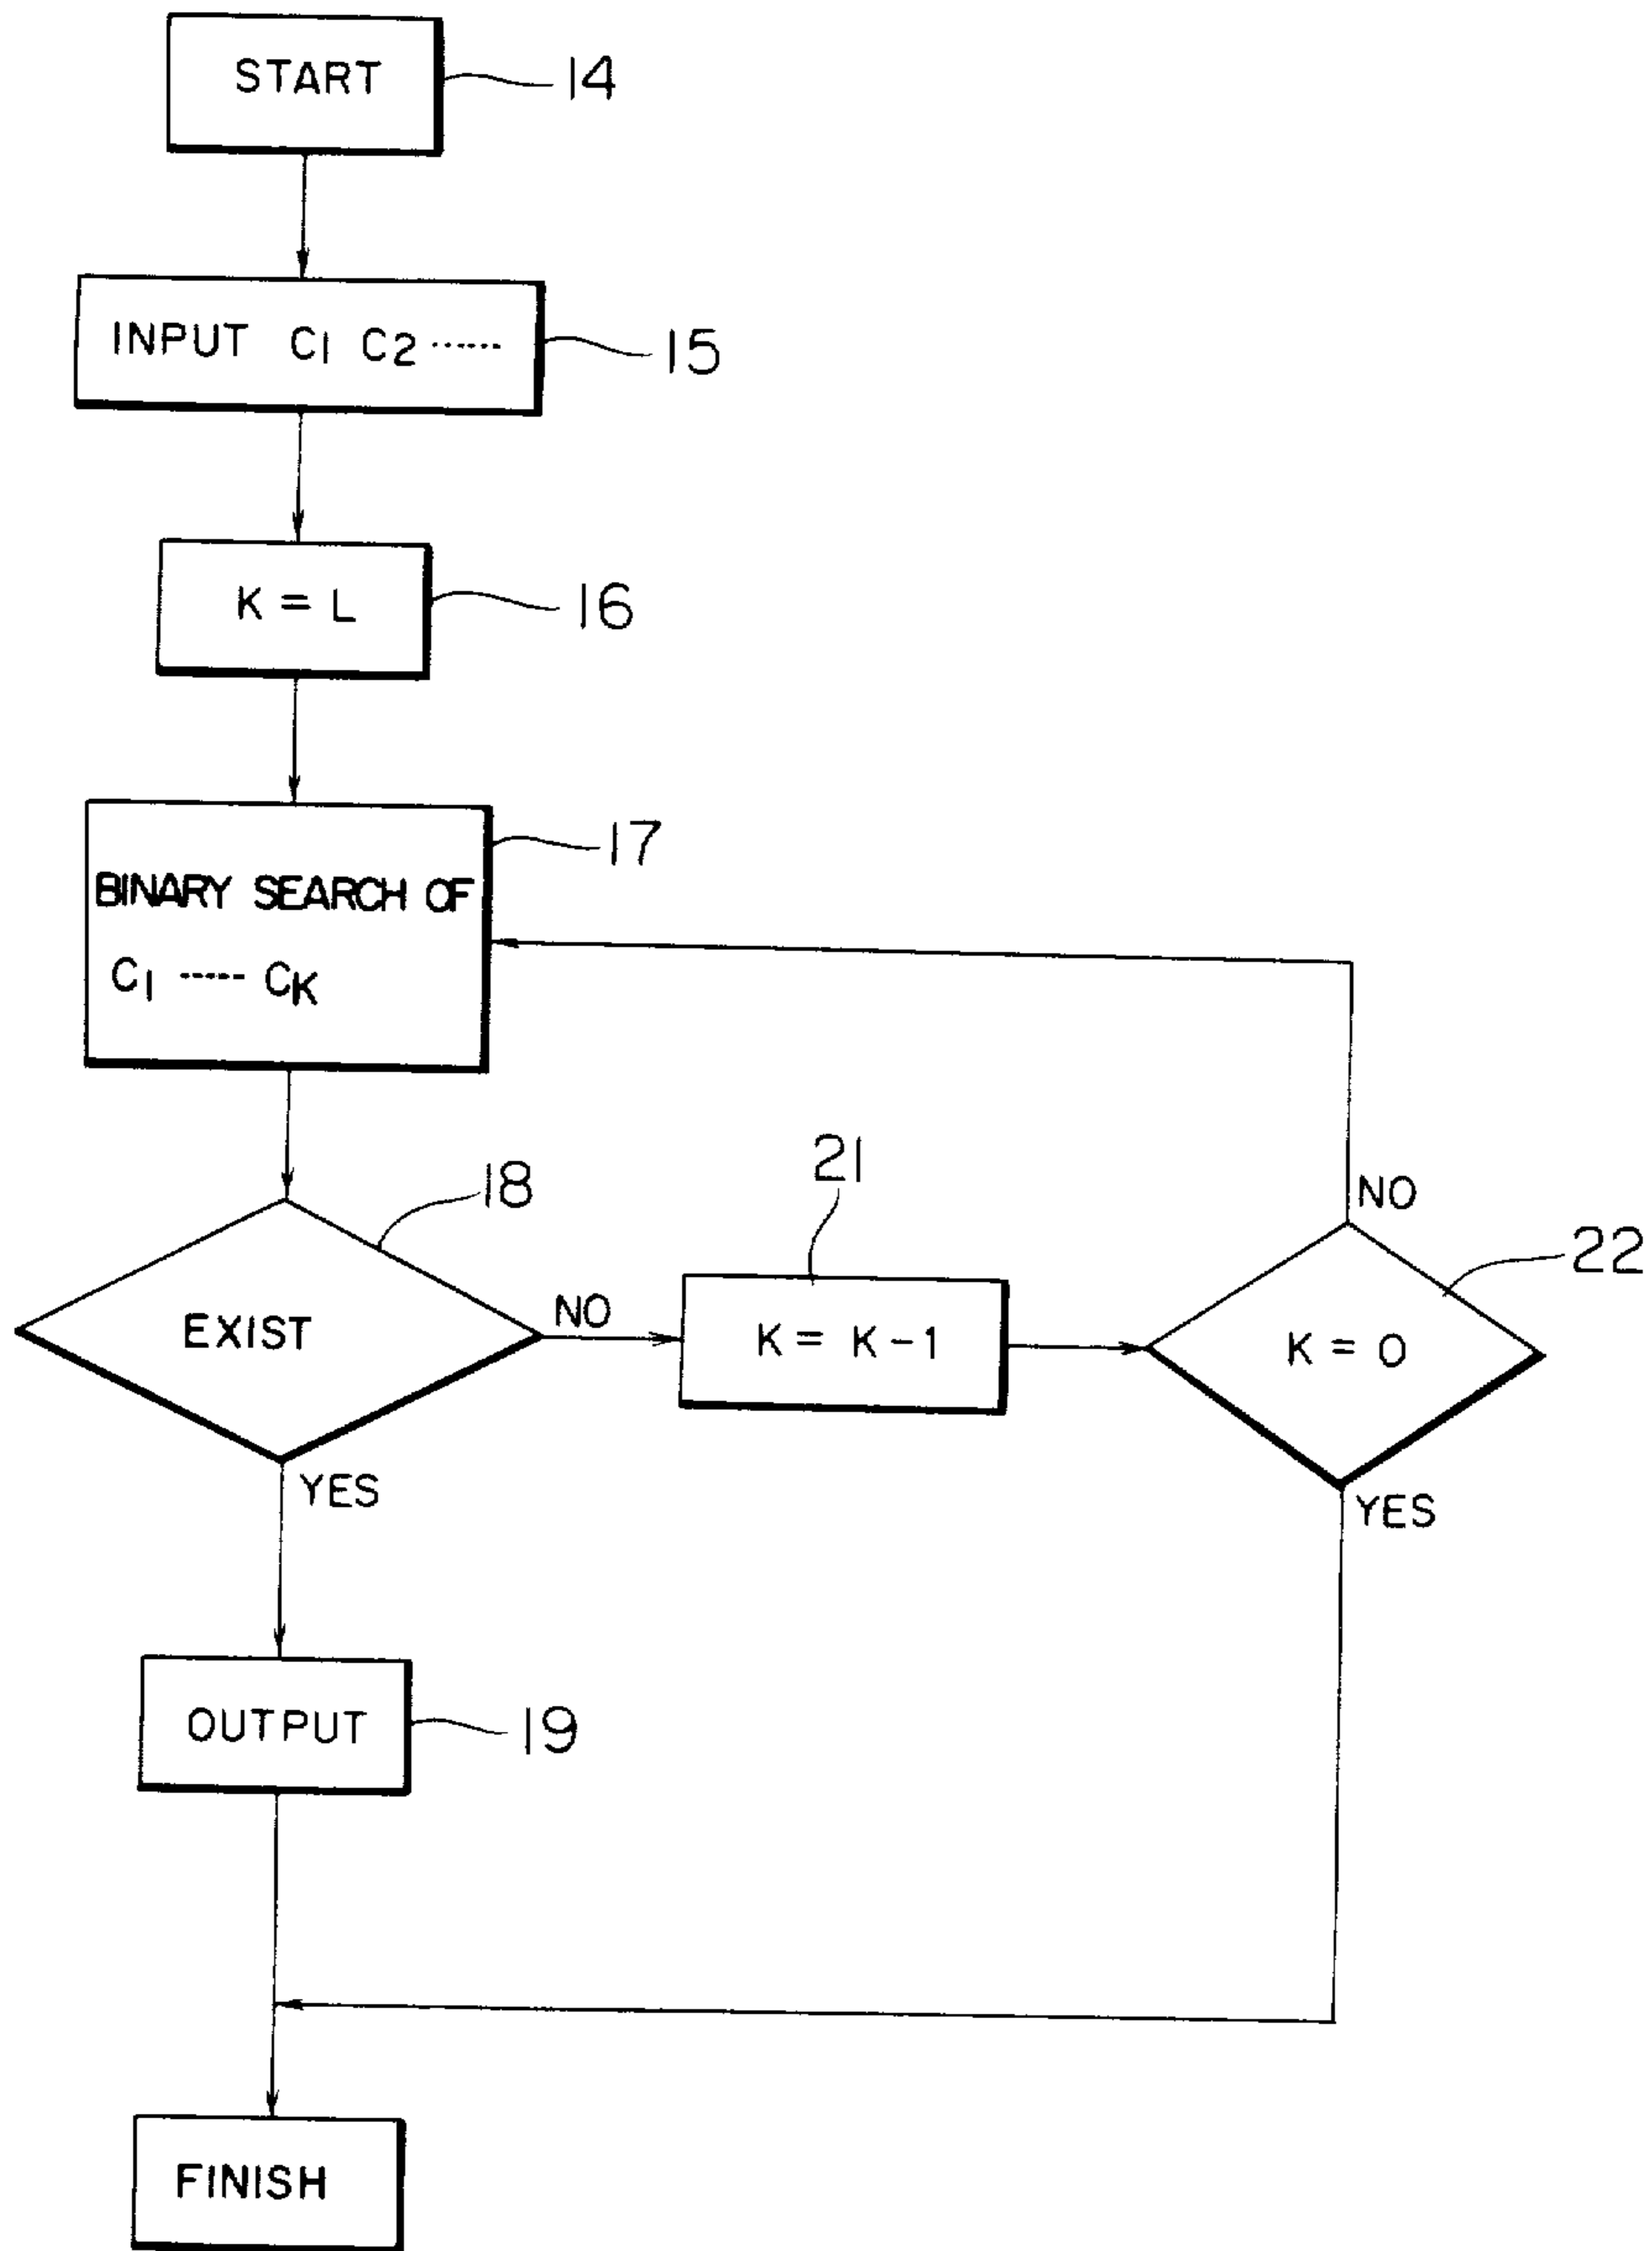 START
14
INPUT C1 C2 ------
15
K = L
16
17
BINARY SEARCH OF
C1 ----- CK
18
21
NO
22
EXIST
NO
K = K-1
K = 0
YES
YES
OUTPUT
19
FINISH